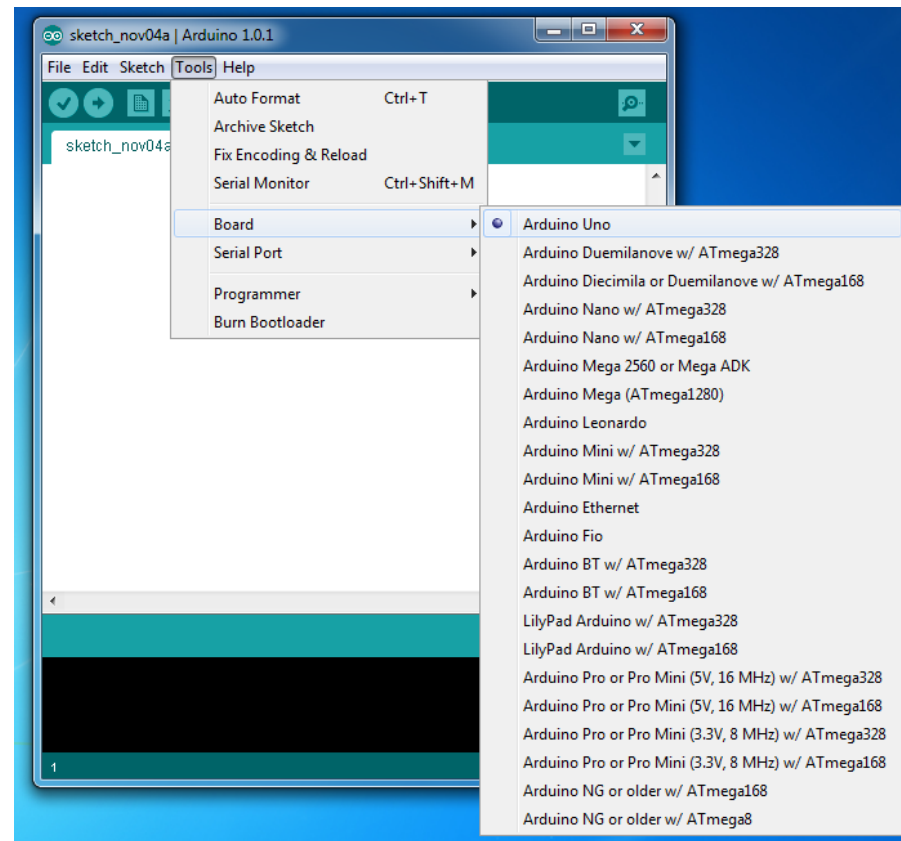 sketch_nov04a | Arduino 1.0.1
File Edit Sketch Tools Help
Auto Format Ctrl+T
Archive Sketch
sketch_nov04a
Fix Encoding & Reload
Serial Monitor Ctrl+Shift+M
Board
Serial Port
Programmer
Burn Bootloader
Arduino Uno
Arduino Duemilanove w/ ATmega328
Arduino Diecimila or Duemilanove w/ ATmega168
Arduino Nano w/ ATmega328
Arduino Nano w/ ATmega168
Arduino Mega 2560 or Mega ADK
Arduino Mega (ATmega1280)
Arduino Leonardo
Arduino Mini w/ ATmega328
Arduino Mini w/ ATmega168
Arduino Ethernet
Arduino Fio
Arduino BT w/ ATmega328
Arduino BT w/ ATmega168
LilyPad Arduino w/ ATmega328
LilyPad Arduino w/ ATmega168
Arduino Pro or Pro Mini (5V, 16 MHz) w/ ATmega328
Arduino Pro or Pro Mini (5V, 16 MHz) w/ ATmega168
Arduino Pro or Pro Mini (3.3V, 8 MHz) w/ ATmega328
Arduino Pro or Pro Mini (3.3V, 8 MHz) w/ ATmega168
Arduino NG or older w/ ATmega168
Arduino NG or older w/ ATmega8
1